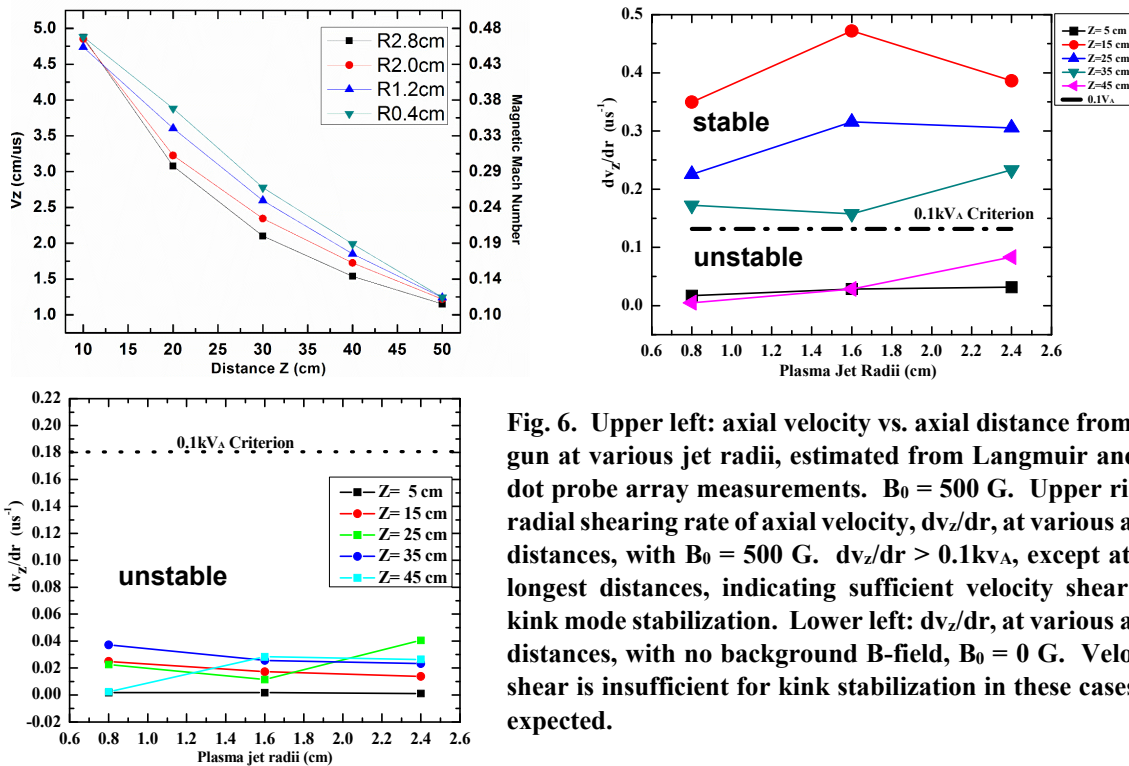 5.0
4.5
4.0
3.5
3.0
2.5
2.0
1.5
1.0
Vz (cm/us)
10 15 20 25 30 35 40 45 50
Distance Z (cm)
0.48
0.43
0.38
0.34
0.29
0.24
0.19
0.14
0.10
Magnetic Mach Number
R2.8cm
R2.0cm
R1.2cm
R0.4cm
0.5
0.4
0.3
0.2
0.1
0.0
dvz/dr (us-1)
stable
0.1kVA Criterion
unstable
0.6 0.8 1.0 1.2 1.4 1.6 1.8 2.0 2.2 2.4 2.6
Plasma Jet Radii (cm)
Z= 5 cm
Z=15 cm
Z=25 cm
Z=35 cm
Z=45 cm
0.1VA
0.22
0.20
0.18
0.16
0.14
0.12
0.10
0.08
0.06
0.04
0.02
0.00
-0.02
dvz/dr (us-1)
0.1kVA Criterion
unstable
Z= 5 cm
Z= 15 cm
Z= 25 cm
Z= 35 cm
Z= 45 cm
0.6 0.8 1.0 1.2 1.4 1.6 1.8 2.0 2.2 2.4 2.6
Plasma jet radii (cm)
Fig. 6. Upper left: axial velocity vs. axial distance from
gun at various jet radii, estimated from Langmuir and
dot probe array measurements. B0 = 500 G. Upper ri
radial shearing rate of axial velocity, dvz/dr, at various a
distances, with B0 = 500 G. dvz/dr > 0.1kvA, except at
longest distances, indicating sufficient velocity shear
kink mode stabilization. Lower left: dvz/dr, at various a
distances, with no background B-field, B0 = 0 G. Velo
shear is insufficient for kink stabilization in these cases
expected.